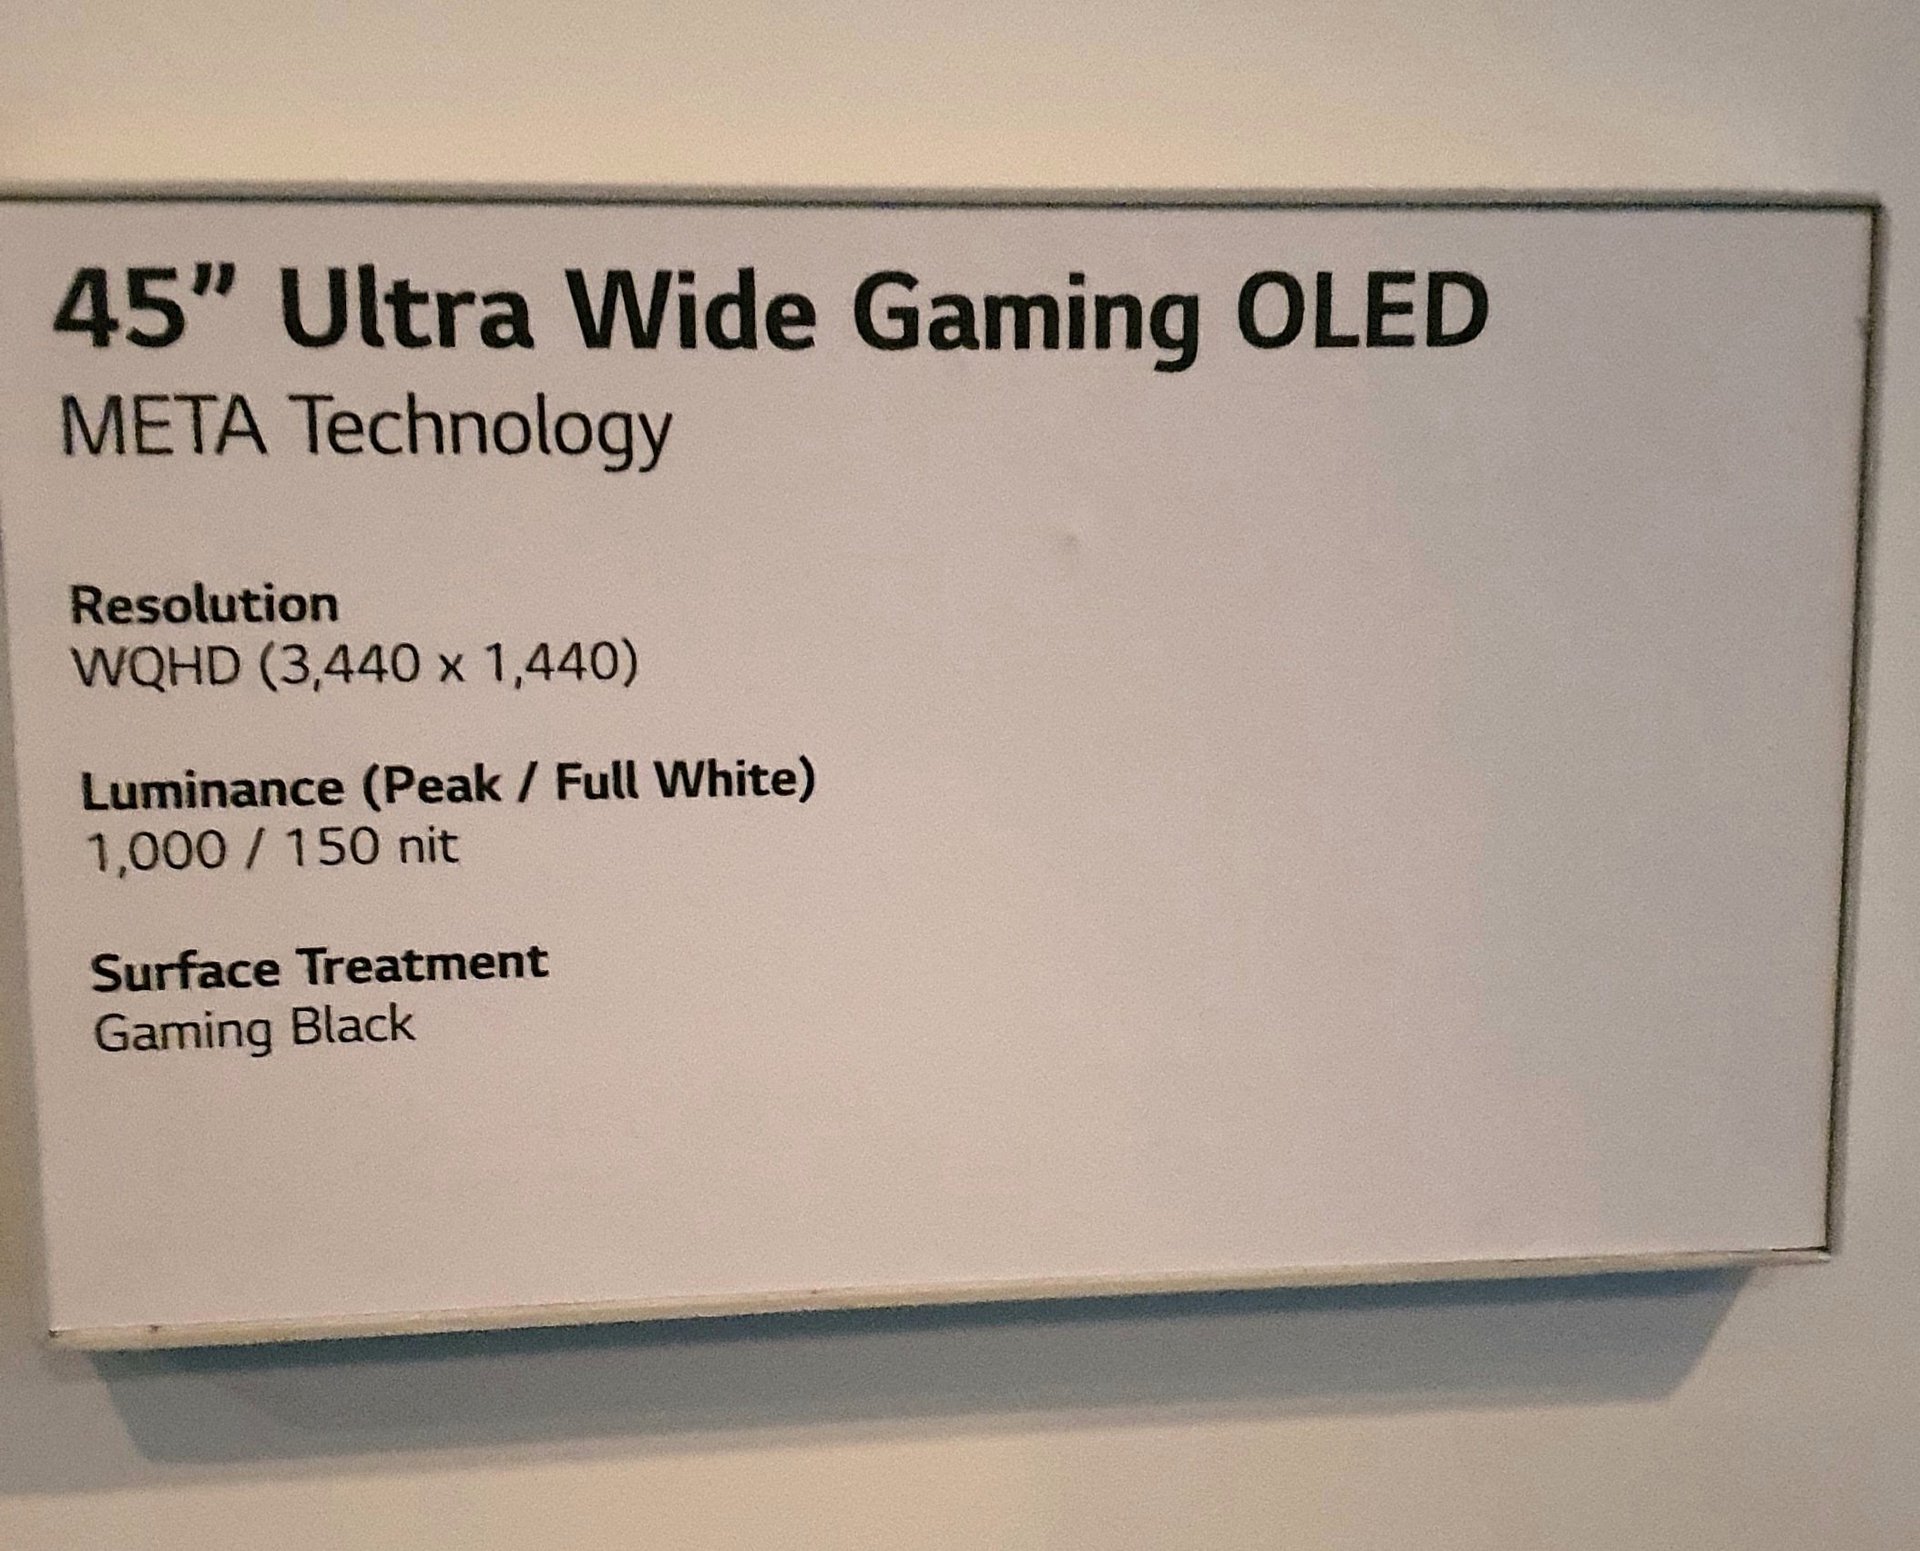 45” Ultra Wide Gaming OLED
META Technology
Resolution
WQHD (3,440 x 1,440)
Luminance (Peak / Full White)
1,000 / 150 nit
Surface Treatment
Gaming Black